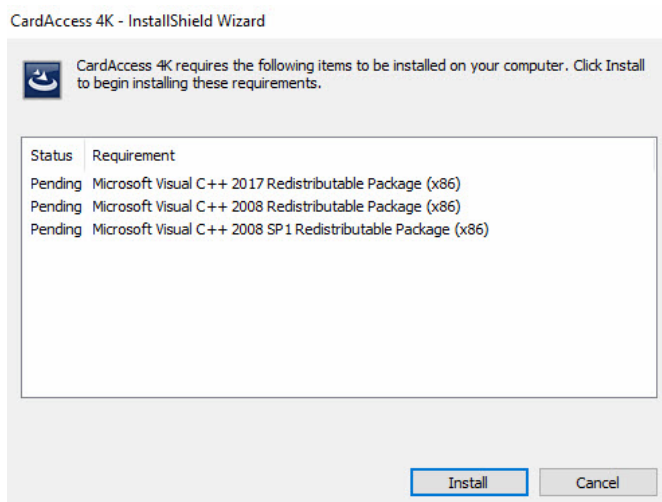 CardAccess 4K - InstallShield Wizard
CardAccess 4K requires the following items to be installed on your computer. Click Install
to begin installing these requirements.
Status Requirement
Pending Microsoft Visual C++ 2017 Redistributable Package (x86)
Pending Microsoft Visual C++ 2008 Redistributable Package (x86)
Pending Microsoft Visual C++ 2008 SP1 Redistributable Package (x86)
Install Cancel